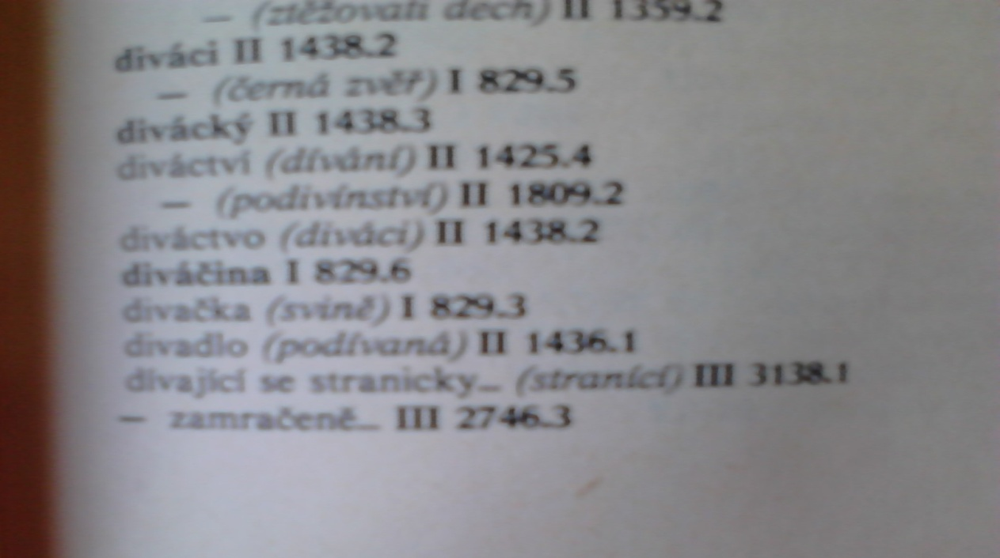 — (ztěžovati dech) II 1359.2
diváci II 1438.2
— (černá zvěř) I 829.5
divácký II 1438.3
diváctví (dívání) II 1425.4
— (podivínství) II 1809.2
diváctvo (diváci) II 1438.2
diváčina I 829.6
divačka (svině) I 829.3
divadlo (podívaná) II 1436.1
dívající se stranicky... (stranící) III 3138.1
— zamračeně... III 2746.3